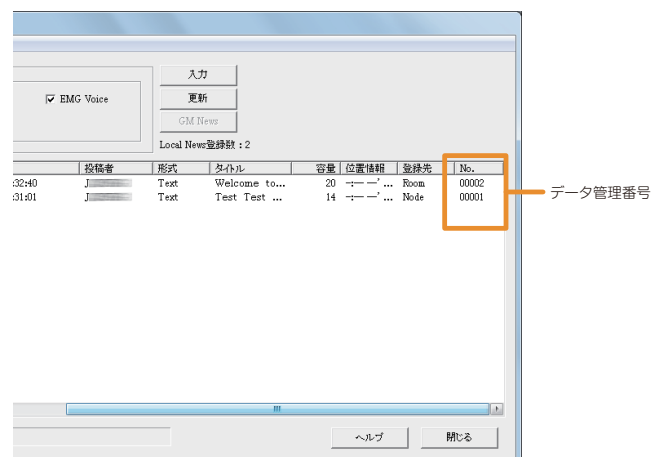 入力
EMG Voice
更新
GM News
Local News登録数：2
投稿者 形式 タイトル 容量 位置情報 登録先 No.
:32:40 J Text Welcome to... 20 -:-- --' ... Room 00002
:31:01 J Text Test Test ... 14 -:-- --' ... Node 00001
データ管理番号
ヘルプ 閉じる